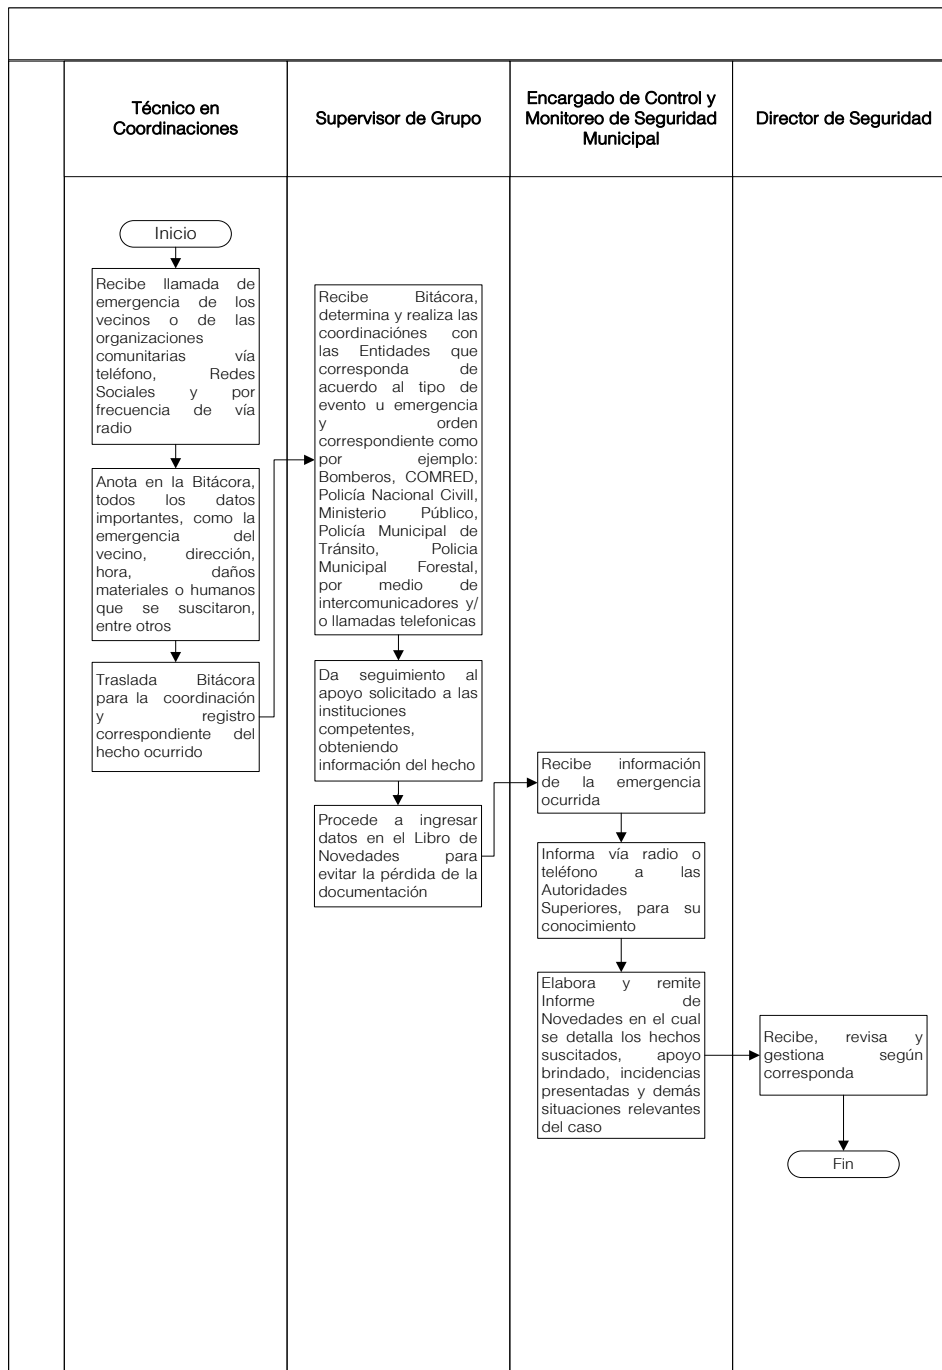 Técnico en
Coordinaciones
Supervisor de Grupo
Encargado de Control y
Monitoreo de Seguridad
Municipal
Director de Seguridad
Inicio
Recibe llamada de
emergencia de los
vecinos o de las
organizaciones
comunitarias vía
teléfono, Redes
Sociales y por
frecuencia de vía
radio
Anota en la Bitácora,
todos los datos
importantes, como la
emergencia del
vecino, dirección,
hora, daños
materiales o humanos
que se suscitaron,
entre otros
Traslada Bitácora
para la coordinación
y registro
correspondiente del
hecho ocurrido
Recibe Bitácora,
determina y realiza las
coordinaciónes con
las Entidades que
corresponda de
acuerdo al tipo de
evento u emergencia
y orden
correspondiente como
por ejemplo:
Bomberos, COMRED,
Policía Nacional Civill,
Ministerio Público,
Policía Municipal de
Tránsito, Policia
Municipal Forestal,
por medio de
intercomunicadores y/
o llamadas telefonicas
Da seguimiento al
apoyo solicitado a las
instituciones
competentes,
obteniendo
información del hecho
Procede a ingresar
datos en el Libro de
Novedades para
evitar la pérdida de la
documentación
Recibe información
de la emergencia
ocurrida
Informa vía radio o
teléfono a las
Autoridades
Superiores, para su
conocimiento
Elabora y remite
Informe de
Novedades en el cual
se detalla los hechos
suscitados, apoyo
brindado, incidencias
presentadas y demás
situaciones relevantes
del caso
Recibe, revisa y
gestiona según
corresponda
Fin